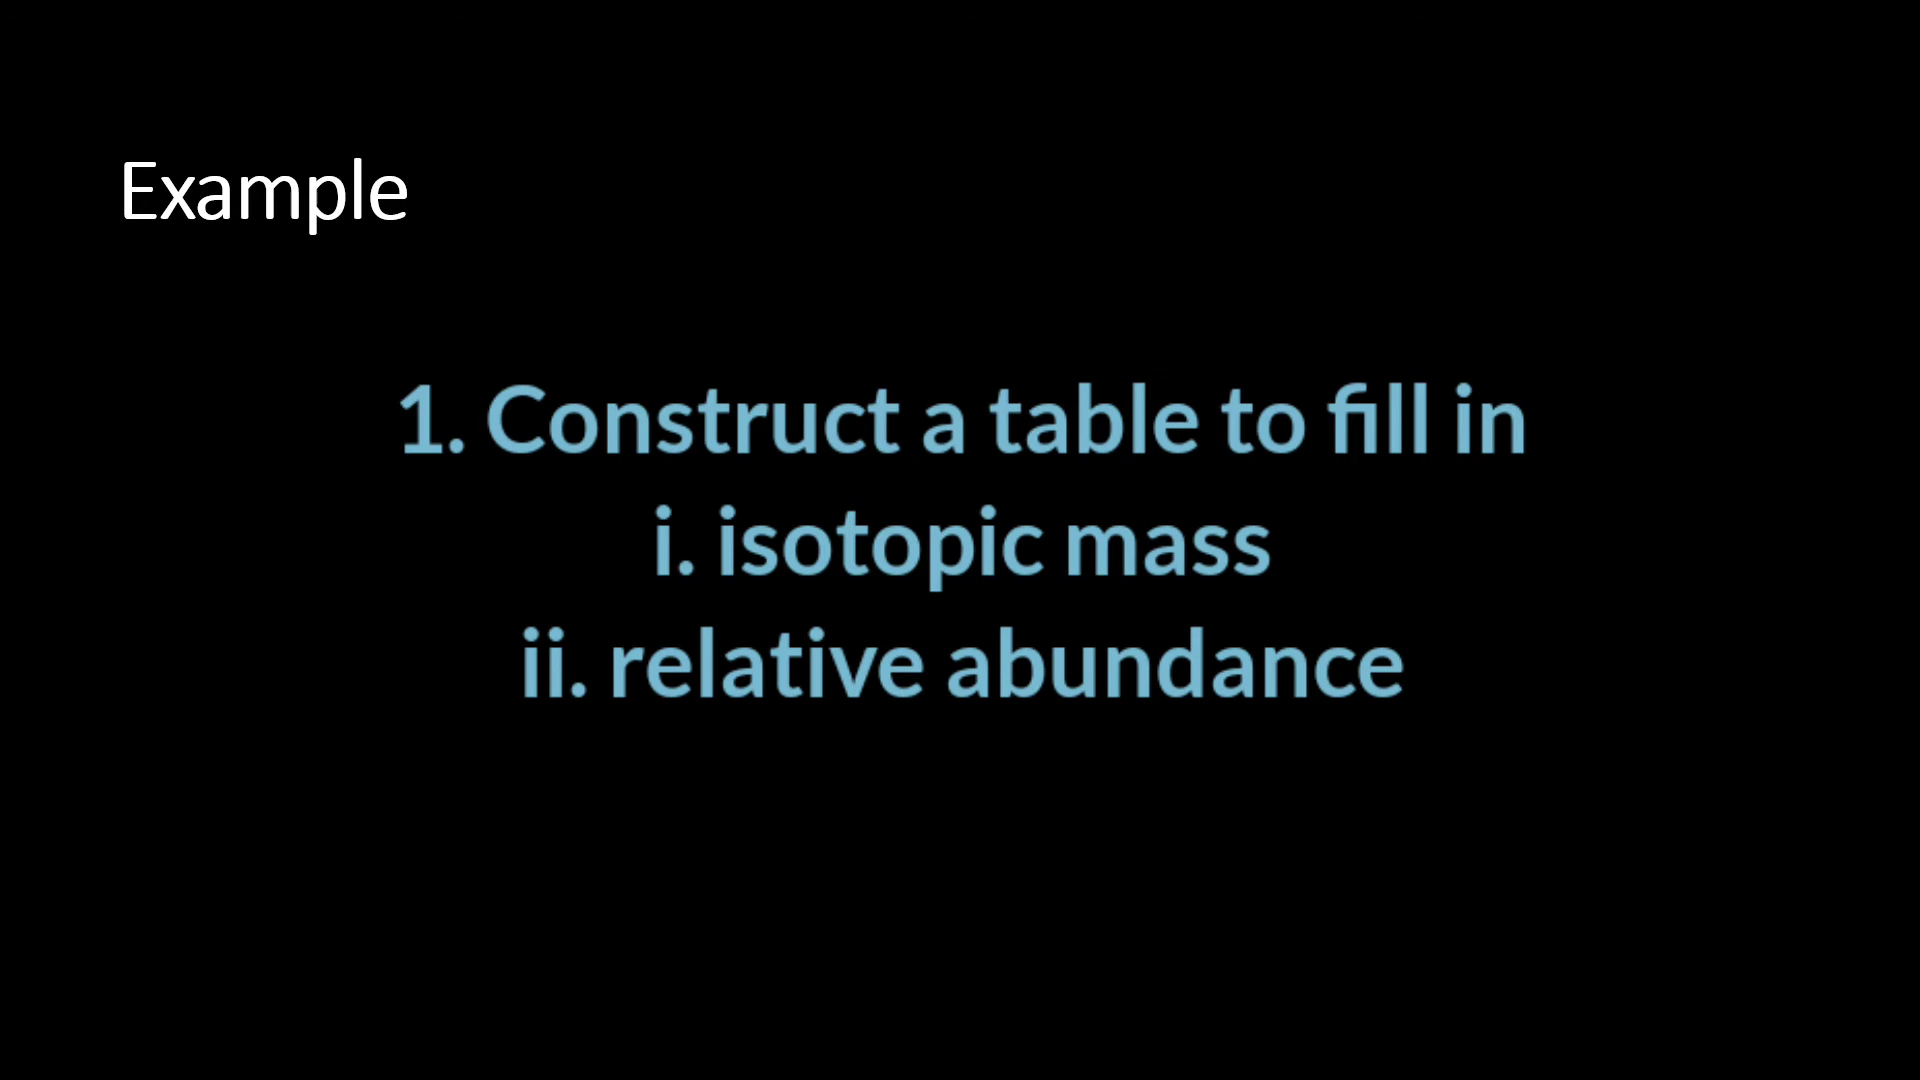 Example
1. Construct a table to fill in
i. isotopic mass
ii. relative abundance